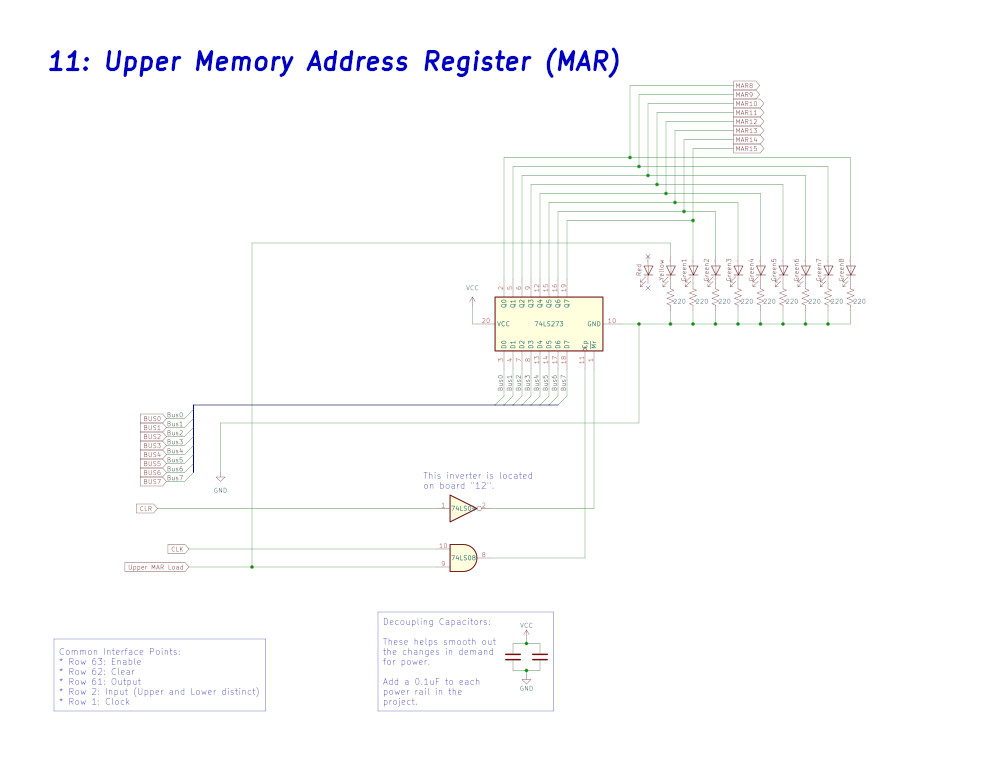 11: Upper Memory Address Register (MAR)
MAR8
MAR9
MAR10
MAR11
MAR12
MAR13
MAR14
MAR15
Red
Yellow
Green1
Green2
Green3
Green4
Green5
Green6
Green7
Green8
220 220 220 220 220 220 220 220 220
VCC
2 5 6 9 12 15 16 19
Q0 Q1 Q2 Q3 Q4 Q5 Q6 Q7
20 VCC 74LS273 GND 10
D0 D1 D2 D3 D4 D5 D6 D7 Cp Mr
3 4 7 8 13 14 17 18 11 1
Bus0 Bus1 Bus2 Bus3 Bus4 Bus5 Bus6 Bus7
BUS0 Bus0
BUS1 Bus1
BUS2 Bus2
BUS3 Bus3
BUS4 Bus4
BUS5 Bus5
BUS6 Bus6
BUS7 Bus7
GND
This inverter is located
on board "12".
CLR 1 2
CLK 10
74LS08 8
Upper MAR Load 9
Decoupling Capacitors:
These helps smooth out
the changes in demand
for power.
Add a 0.1uF to each
power rail in the
project.
VCC
GND
Common Interface Points:
* Row 63: Enable
* Row 62: Clear
* Row 61: Output
* Row 2: Input (Upper and Lower distinct)
* Row 1: Clock